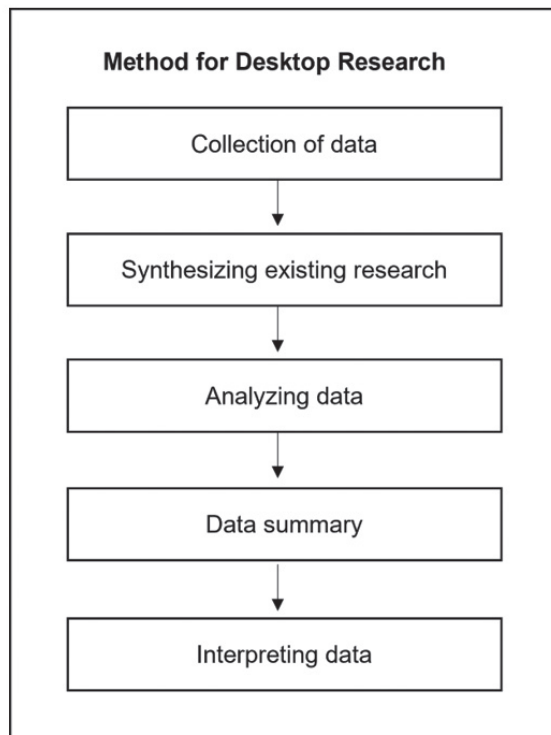 Method for Desktop Research
Collection of data
Synthesizing existing research
Analyzing data
Data summary
Interpreting data